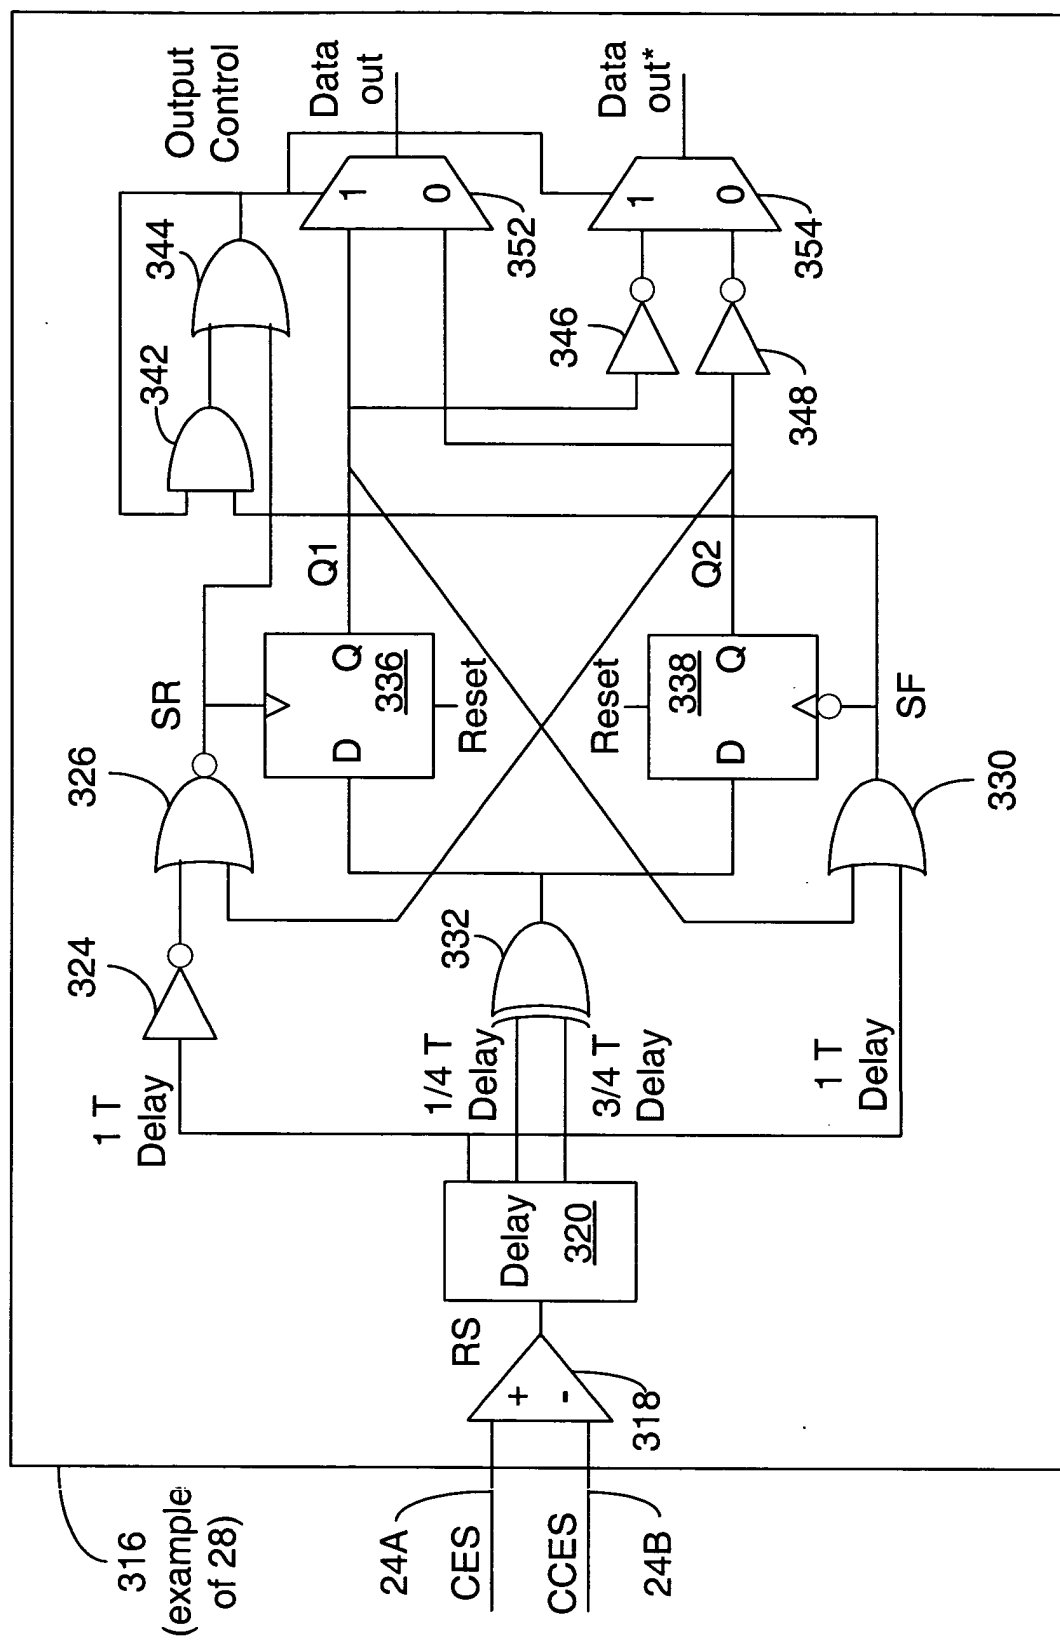 316
(example
of 28)
24A
CES
CCES
24B
+
-
318
RS
Delay
320
1 T
Delay
1/4 T
Delay
3/4 T
Delay
1 T
Delay
324
326
332
330
SR
SF
D
Q
336
Reset
Reset
D
Q
338
Q1
Q2
342
344
346
348
Output
Control
1
0
352
1
0
354
Data
out
Data
out*